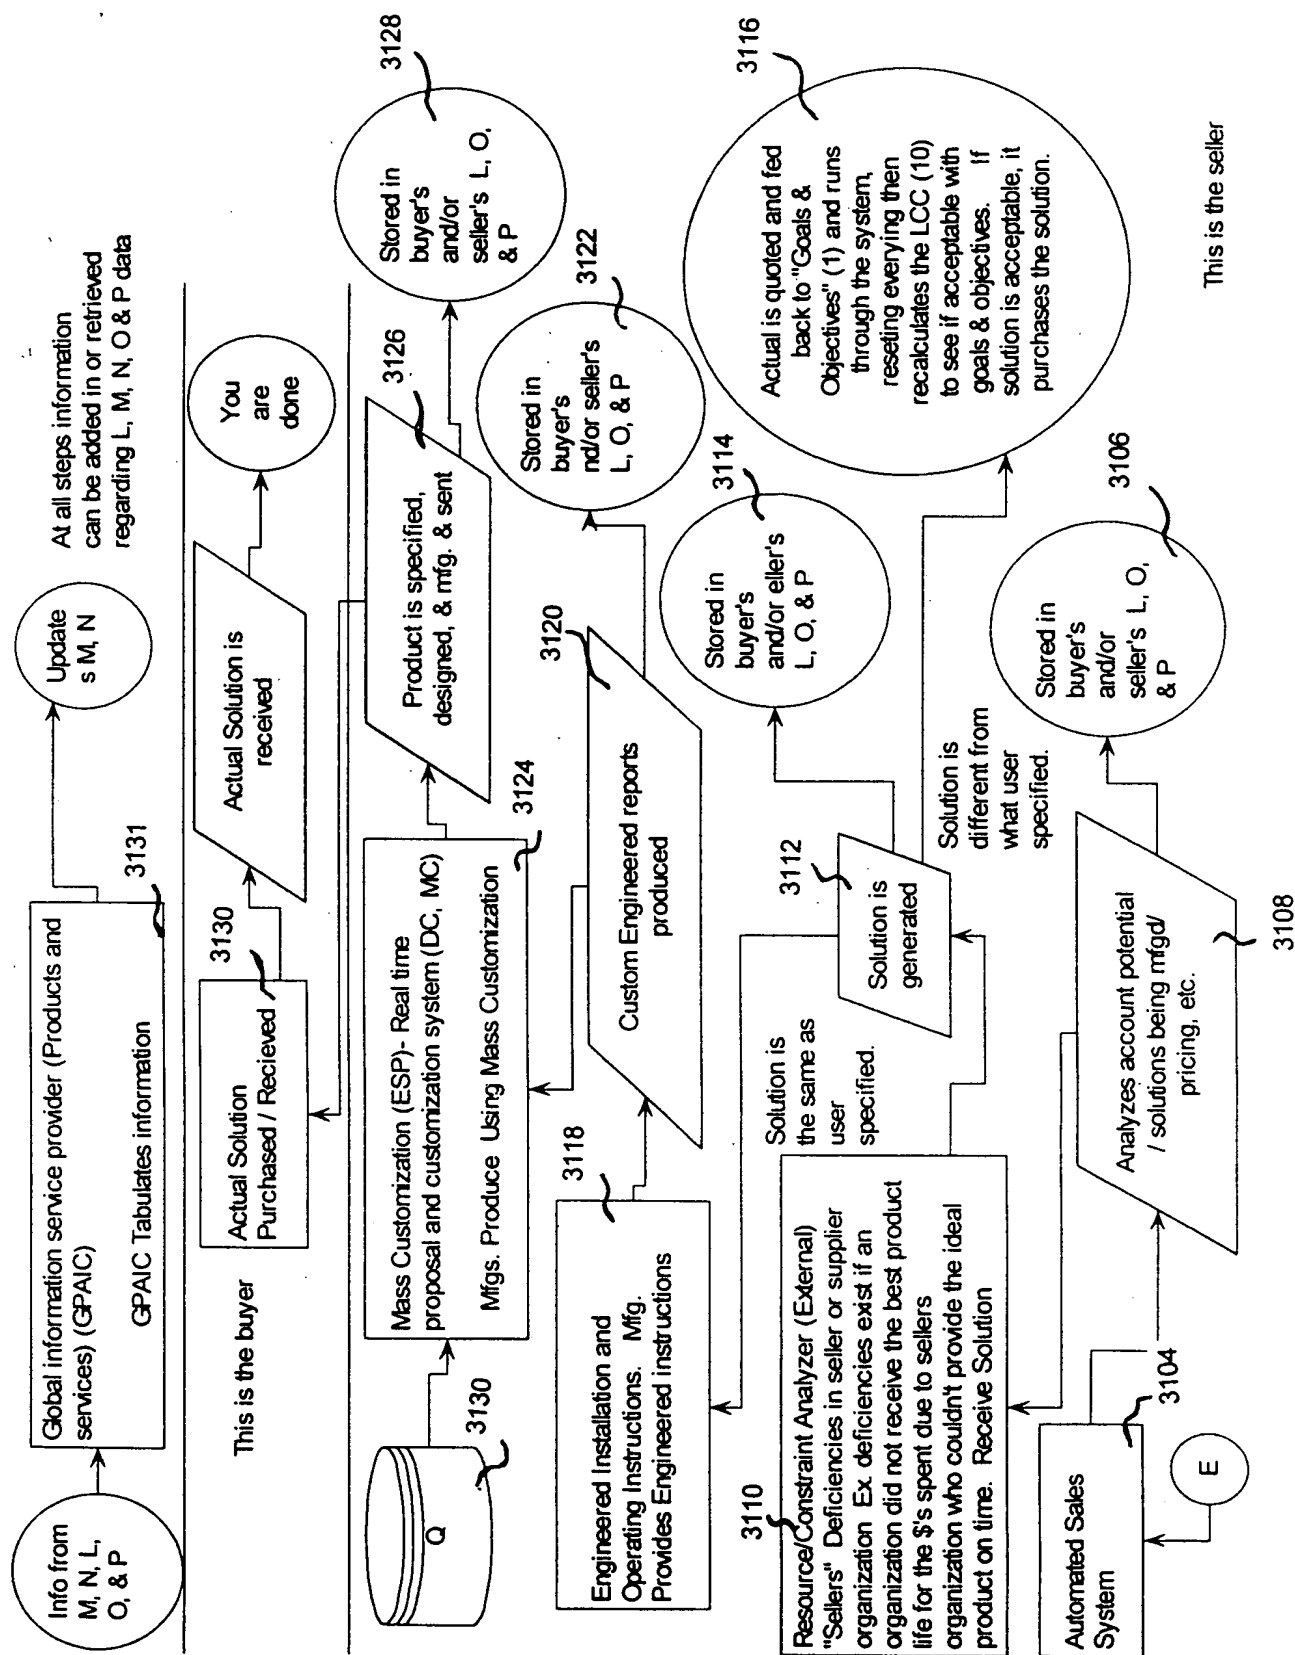 Info from
M, N, L,
O, & P
Global information service provider (Products and
services) (GPAIC)
GPAIC Tabulates information
3131
Update
s M, N
At all steps information
can be added in or retrieved
regarding L, M, N, O & P data
This is the buyer
Actual Solution
Purchased / Recieved
3130
Actual Solution is
received
You
are
done
Q
3130
Mass Customization (ESP)- Real time
proposal and customization system (DC, MC)
Mfgs. Produce Using Mass Customization
3124
Product is specified,
designed, & mfg. & sent
3126
Stored in
buyer's
and/or
seller's L, O,
& P
3128
Engineered Installation and
Operating Instructions. Mfg.
Provides Engineered instructions
3118
Custom Engineered reports
produced
3120
Stored in
buyer's
nd/or seller's
L, O, & P
3122
3110
Resource/Constraint Analyzer (External)
"Sellers" Deficiencies in seller or supplier
organization Ex. deficiencies exist if an
organization did not receive the best product
life for the $'s spent due to sellers
organization who couldn't provide the ideal
product on time. Receive Solution
Solution is
the same as
user
specified.
Solution is
generated
3112
Stored in
buyer's
and/or eller's
L, O, & P
3114
Solution is
different from
what user
specified.
Actual is quoted and fed
back to "Goals &
Objectives" (1) and runs
through the system,
reseting everying then
recalculates the LCC (10)
to see if acceptable with
goals & objectives. If
solution is acceptable, it
purchases the solution.
3116
Automated Sales
System
3104
E
Analyzes account potential
/ solutions being mfgd/
pricing, etc.
3108
Stored in
buyer's
and/or
seller's L, O,
& P
3106
This is the seller